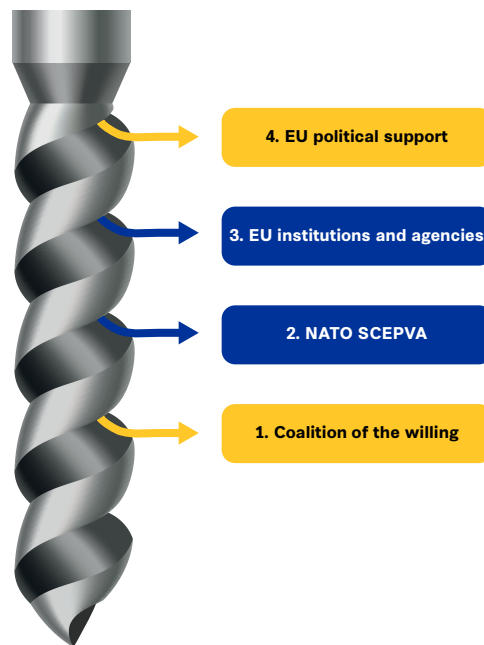 4. EU political support
3. EU institutions and agencies
2. NATO SCEPVA
1. Coalition of the willing